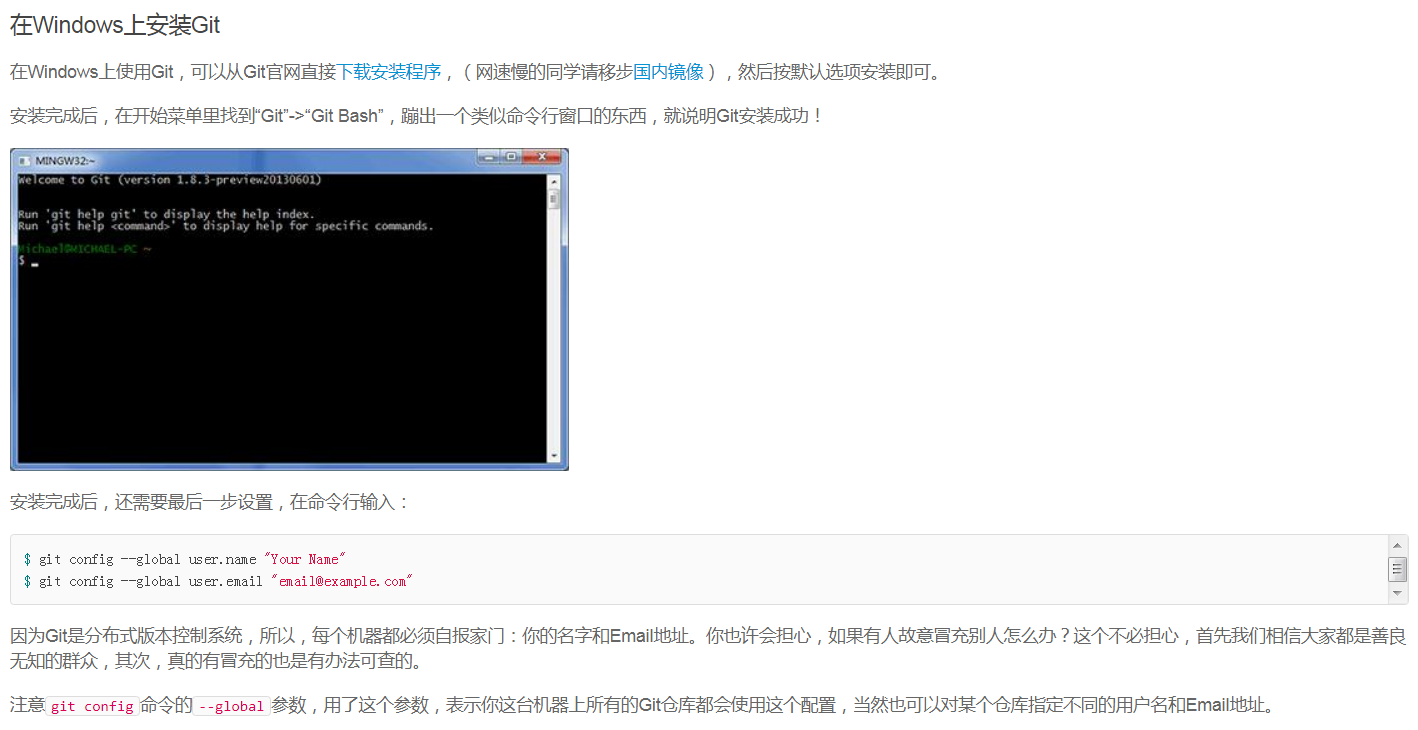 在Windows上安装Git
在Windows上使用Git，可以从Git官网直接下载安装程序，（网速慢的同学请移步国内镜像），然后按默认选项安装即可。
安装完成后，在开始菜单里找到“Git”->“Git Bash”，蹦出一个类似命令行窗口的东西，就说明Git安装成功！
MINGW32:~
Welcome to Git (version 1.8.3-preview20130601)
Run 'git help git' to display the help index.
Run 'git help <command>' to display help for specific commands.
Michael@MICHAEL-PC ~
$
安装完成后，还需要最后一步设置，在命令行输入：
$ git config --global user.name "Your Name"
$ git config --global user.email "email@example.com"
因为Git是分布式版本控制系统，所以，每个机器都必须自报家门：你的名字和Email地址。你也许会担心，如果有人故意冒充别人怎么办？这个不必担心，首先我们相信大家都是善良
无知的群众，其次，真的有冒充的也是有办法可查的。
注意git config命令的--global参数，用了这个参数，表示你这台机器上所有的Git仓库都会使用这个配置，当然也可以对某个仓库指定不同的用户名和Email地址。